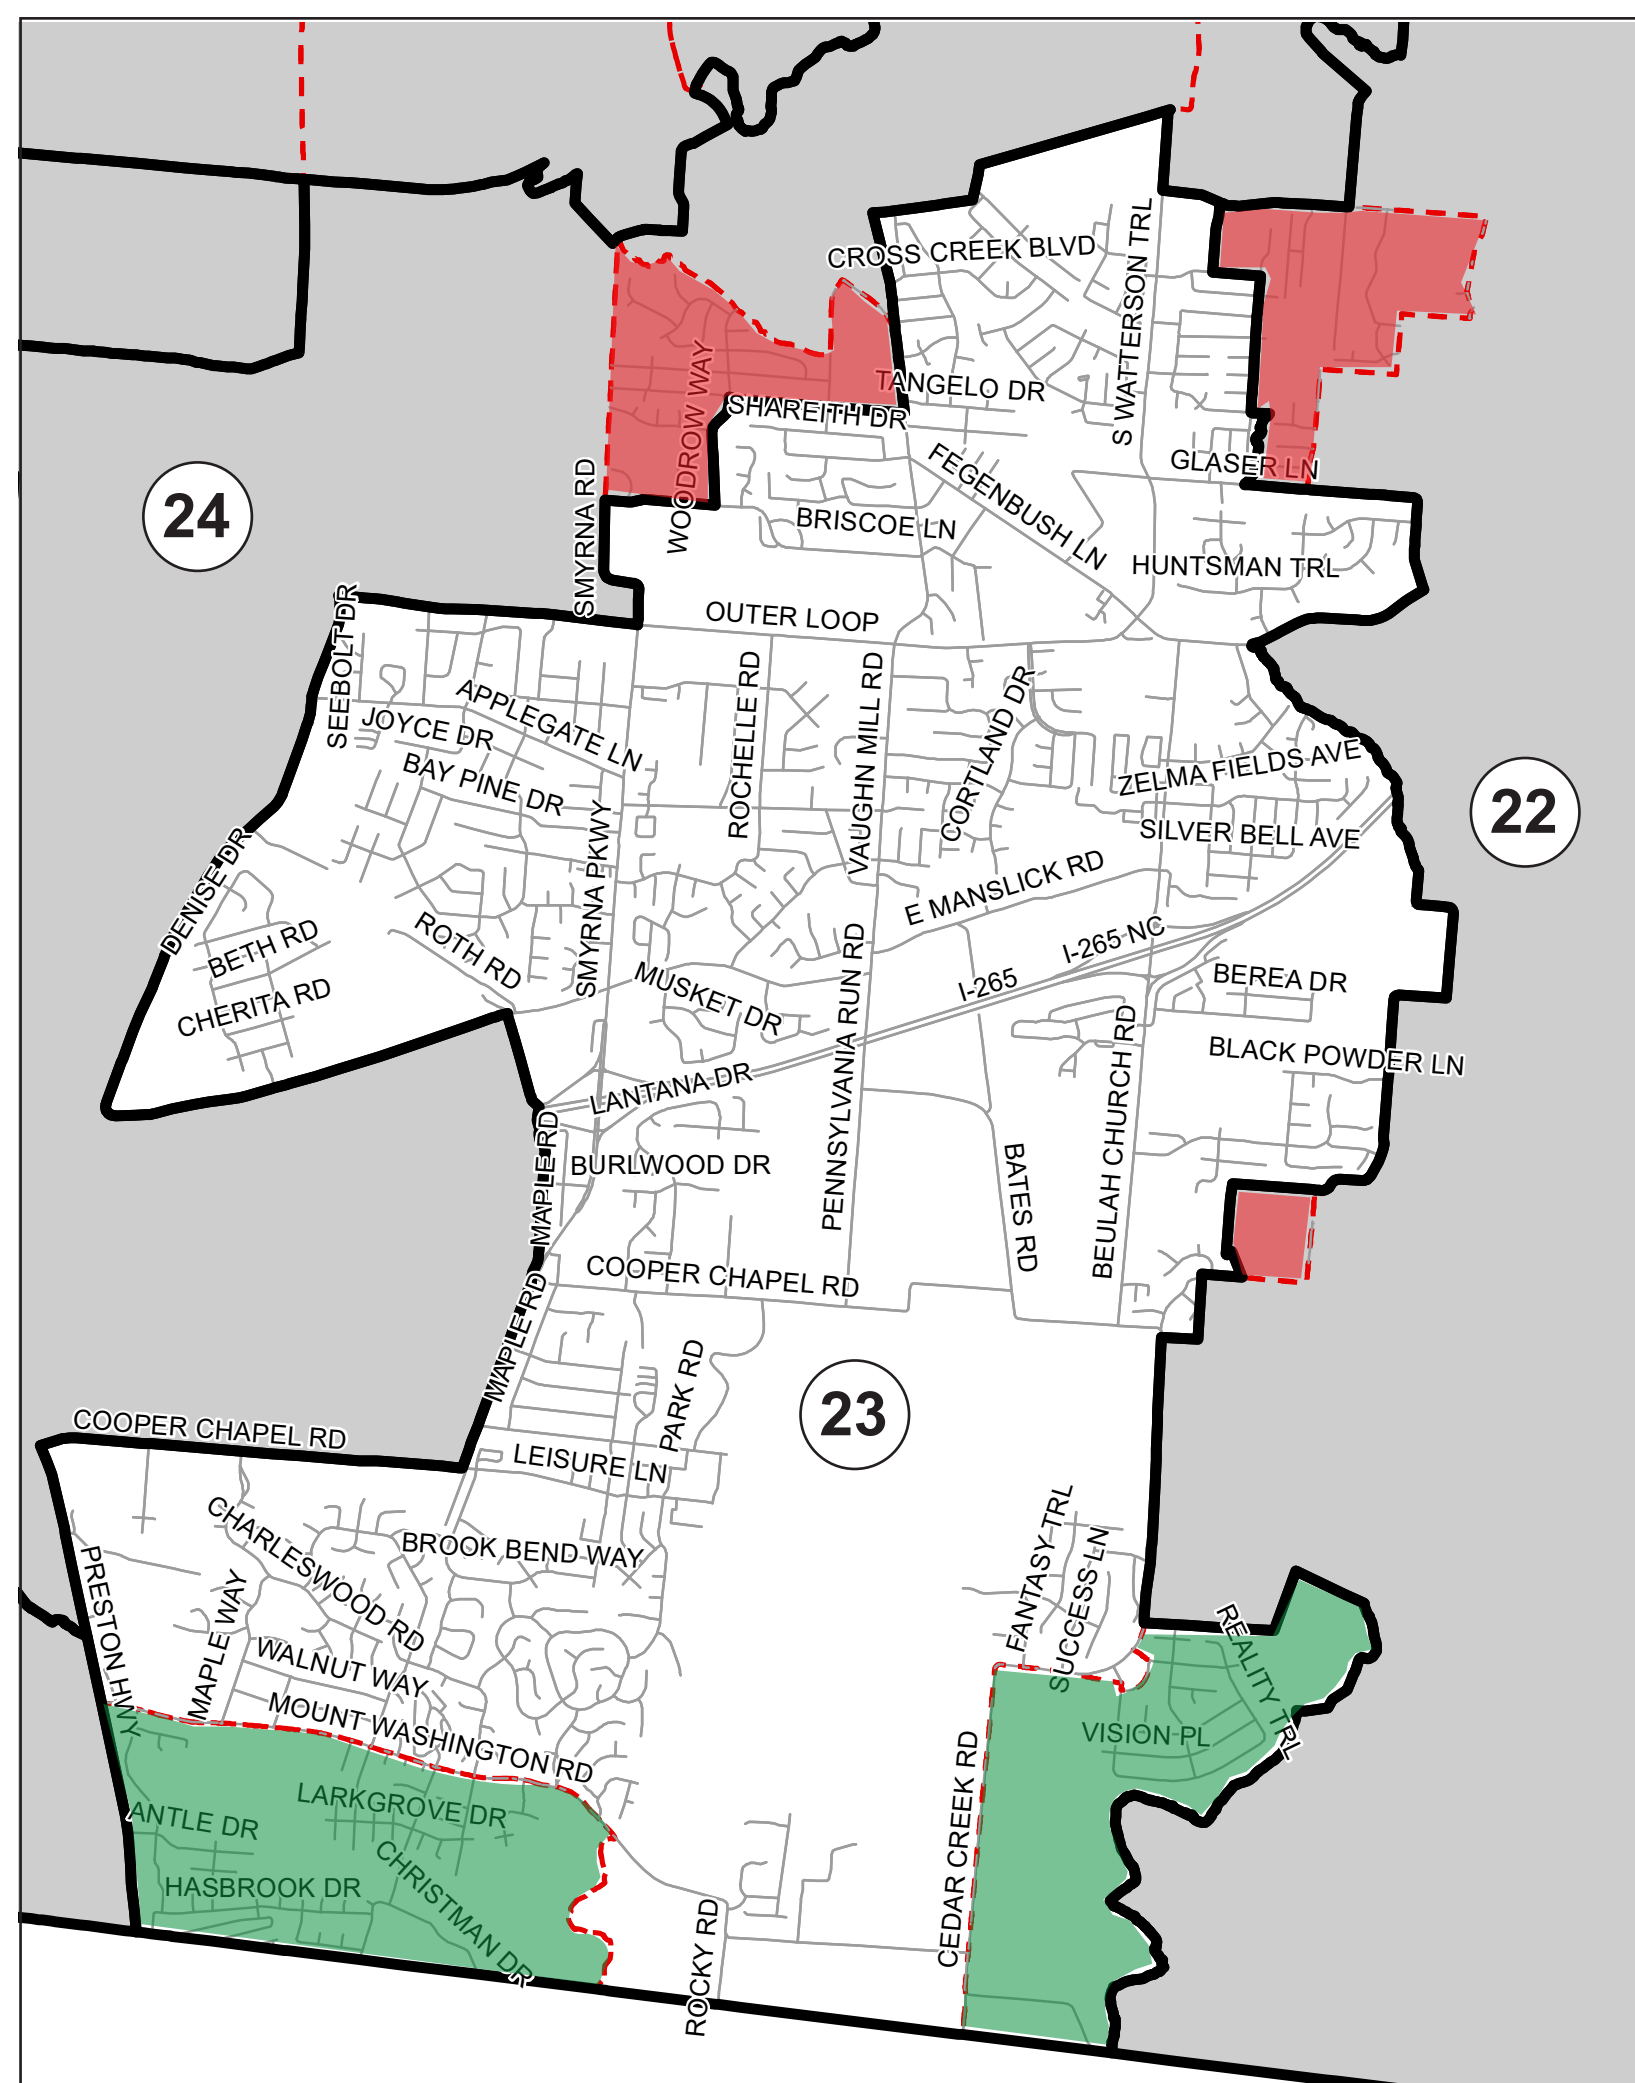 CROSS CREEK BLVD
S WATTERSON TRL
TANGELO DR
SHAREITH DR
WOODROW WAY
SMYRNA RD
FEGENBUSH LN
GLASER LN
24
BRISCOE LN
HUNTSMAN TRL
OUTER LOOP
SEEBOLT DR
APPLEGATE LN
JOYCE DR
BAY PINE DR
ROCHELLE RD
VAUGHN MILL RD
CORTLAND DR
ZELMA FIELDS AVE
SILVER BELL AVE
22
SMYRNA PKWY
DENISE DR
E MANSLICK RD
BETH RD
ROTH RD
CHERITA RD
MUSKET DR
I-265 NC
I-265
BEREA DR
PENNSYLVANIA RUN RD
BEULAH CHURCH RD
BLACK POWDER LN
LANTANA DR
MAPLE RD
BURLWOOD DR
BATES RD
COOPER CHAPEL RD
MAPLE RD
PARK RD
23
COOPER CHAPEL RD
LEISURE LN
CHARLESWOOD RD
BROOK BEND WAY
FANTASY TRL
SUCCESS LN
PRESTON HWY
MAPLE WAY
WALNUT WAY
REALITY TRL
MOUNT WASHINGTON RD
VISION PL
LARKGROVE DR
ANTLE DR
CEDAR CREEK RD
CHRISTMAN DR
HASBROOK DR
ROCKY RD